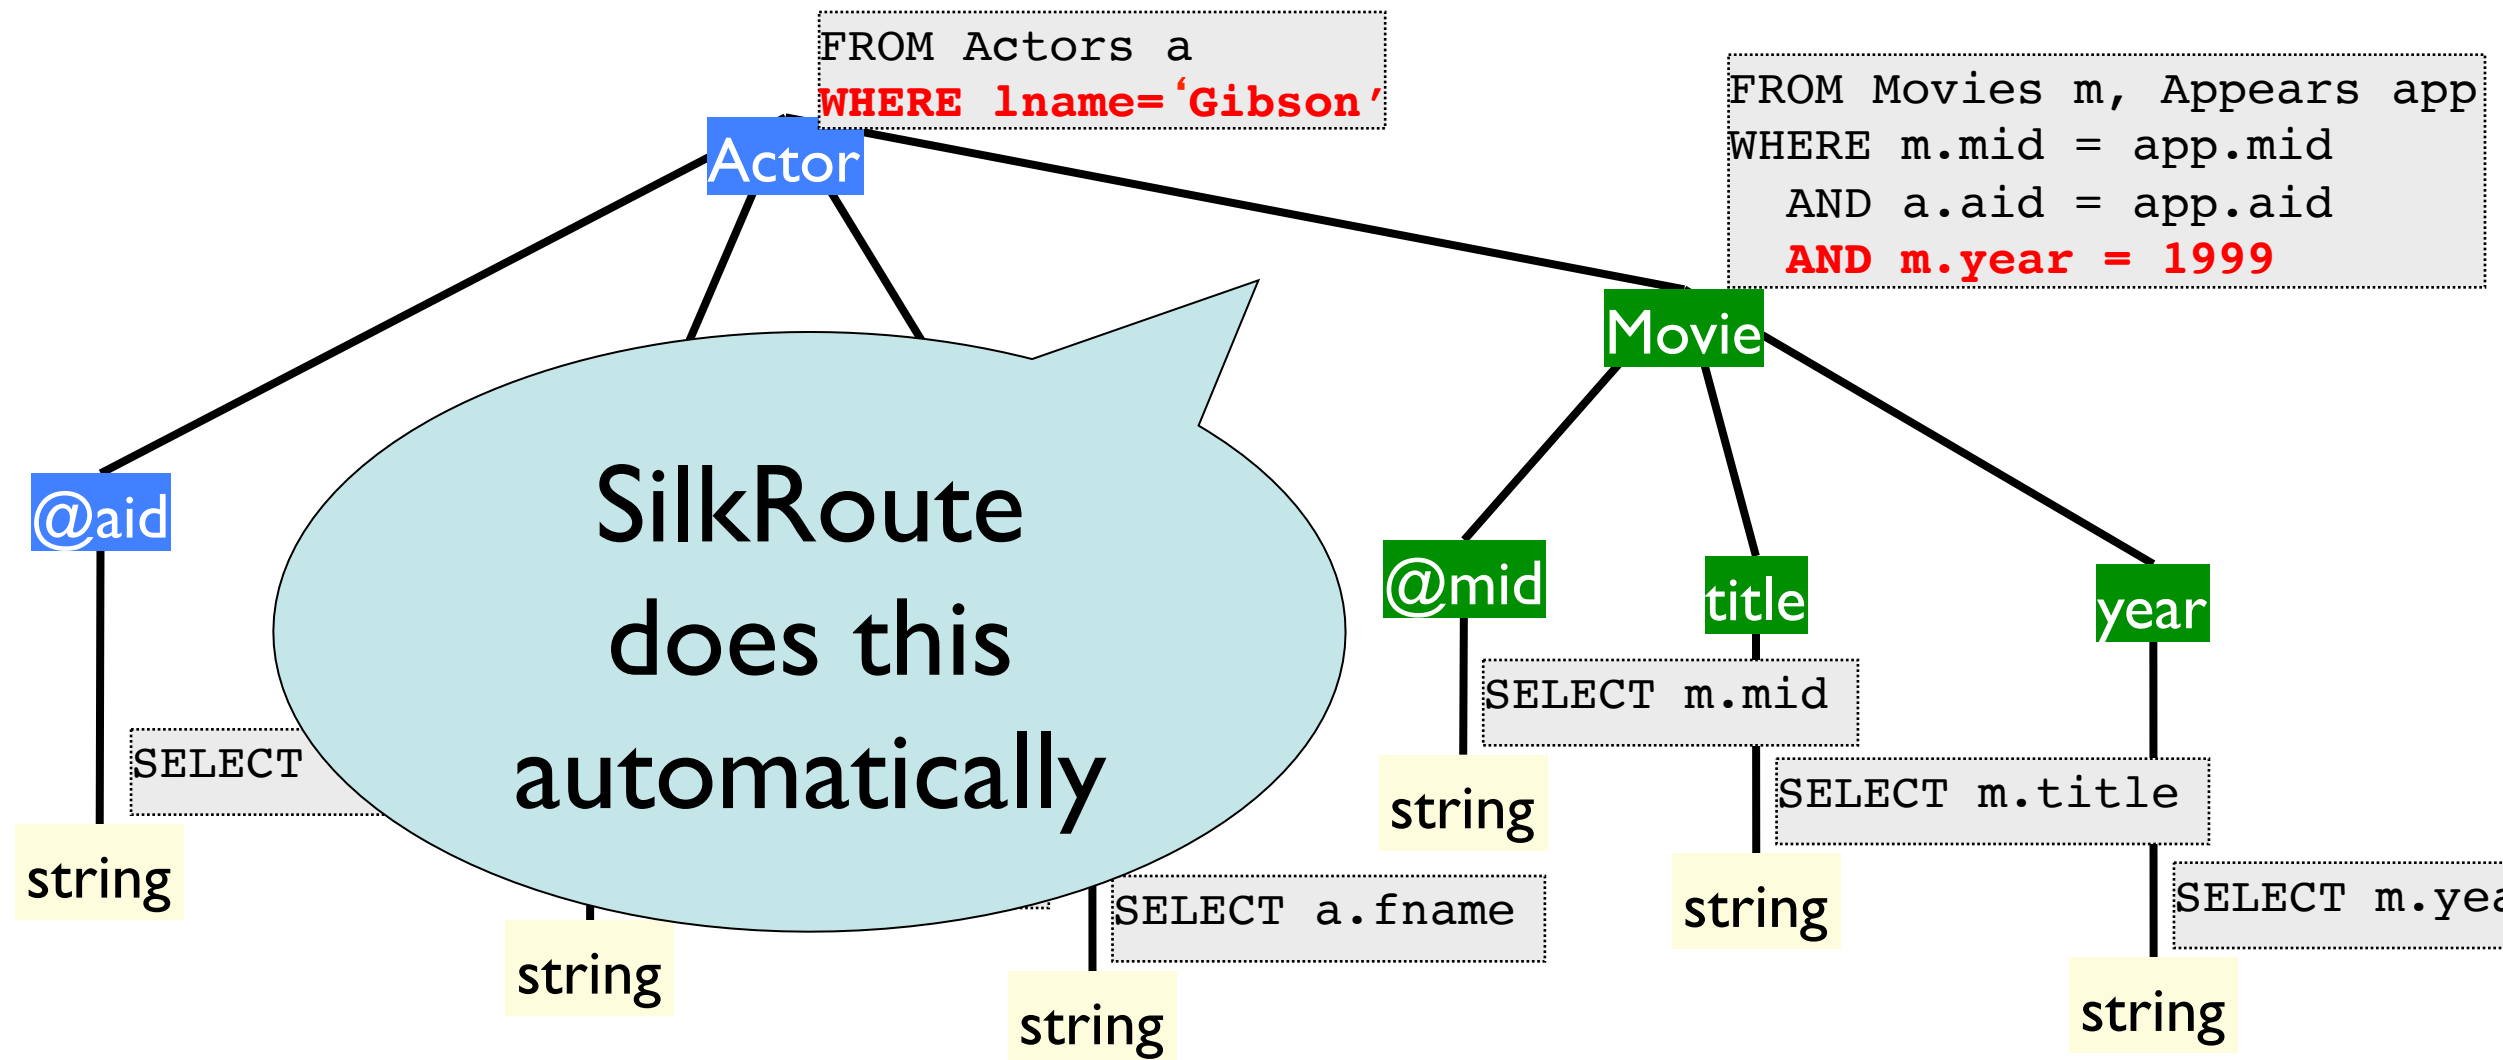 FROM Actors a
WHERE lname=‘Gibson’
FROM Movies m, Appears app
WHERE m.mid = app.mid
AND a.aid = app.aid
AND m.year = 1999
Actor
Movie
@aid
SilkRoute
does this
automatically
@mid
title
year
SELECT m.mid
SELECT
SELECT m.title
string
string
SELECT a.fname
string
SELECT m.yea
string
string
string
string